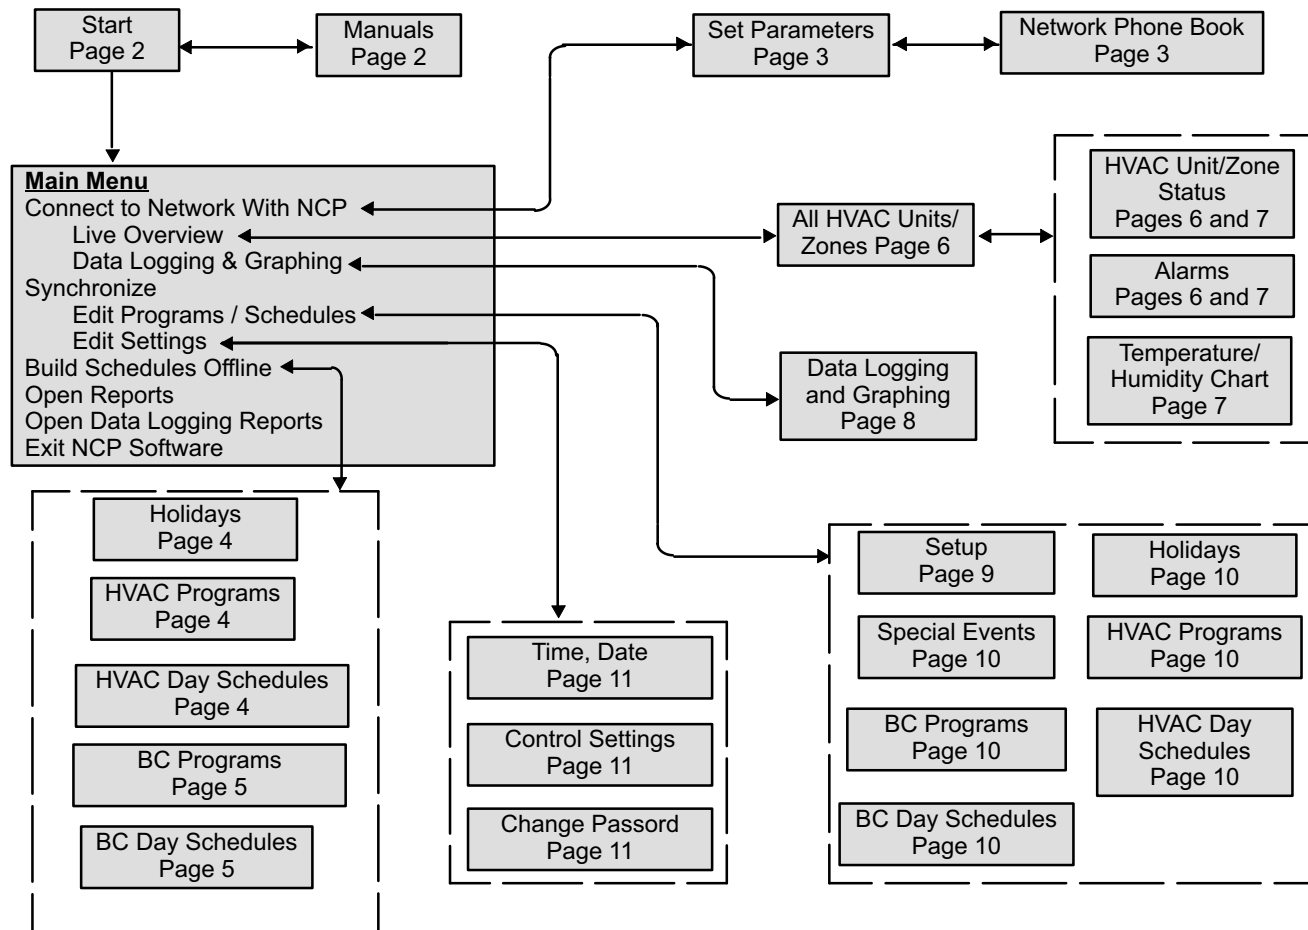 Start
Page 2
Manuals
Page 2
Set Parameters
Page 3
Network Phone Book
Page 3
Main Menu
Connect to Network With NCP
Live Overview
Data Logging & Graphing
Synchronize
Edit Programs / Schedules
Edit Settings
Build Schedules Offline
Open Reports
Open Data Logging Reports
Exit NCP Software
All HVAC Units/
Zones Page 6
HVAC Unit/Zone
Status
Pages 6 and 7
Alarms
Pages 6 and 7
Temperature/
Humidity Chart
Page 7
Data Logging
and Graphing
Page 8
Holidays
Page 4
HVAC Programs
Page 4
HVAC Day Schedules
Page 4
BC Programs
Page 5
BC Day Schedules
Page 5
Time, Date
Page 11
Control Settings
Page 11
Change Passord
Page 11
Setup
Page 9
Holidays
Page 10
Special Events
Page 10
HVAC Programs
Page 10
BC Programs
Page 10
HVAC Day
Schedules
Page 10
BC Day Schedules
Page 10